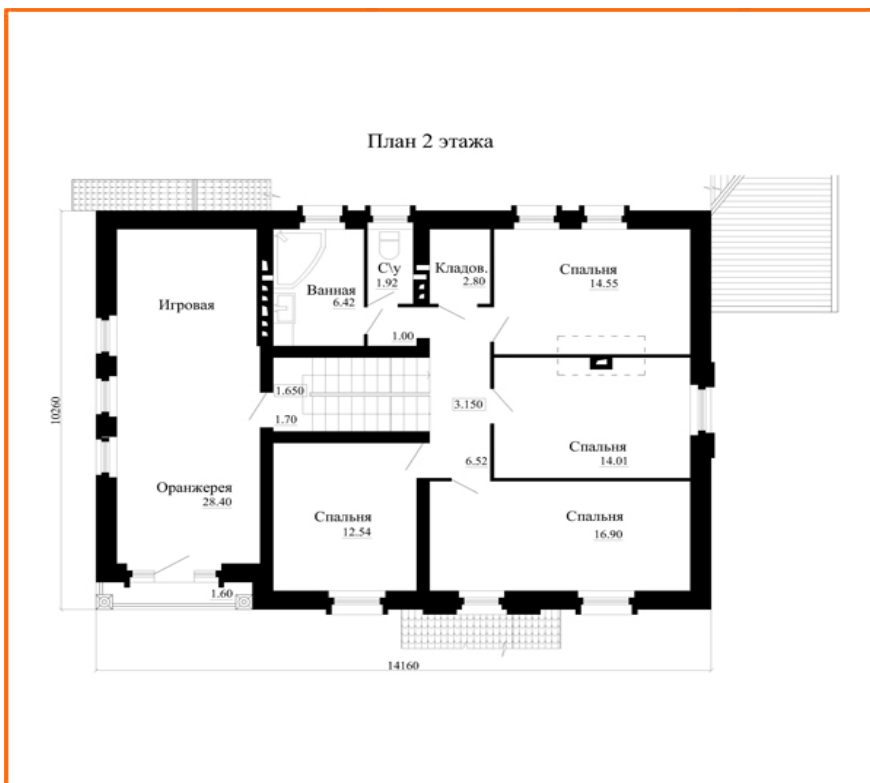 План 2 этажа
С\у
1.92
Кладов.
2.80
Спальня
14.55
Ванная
6.42
Игровая
1.00
1.650
1.70
3.150
10260
6.52
Спальня
14.01
Оранжерея
28.40
Спальня
12.54
Спальня
16.90
1.60
14160